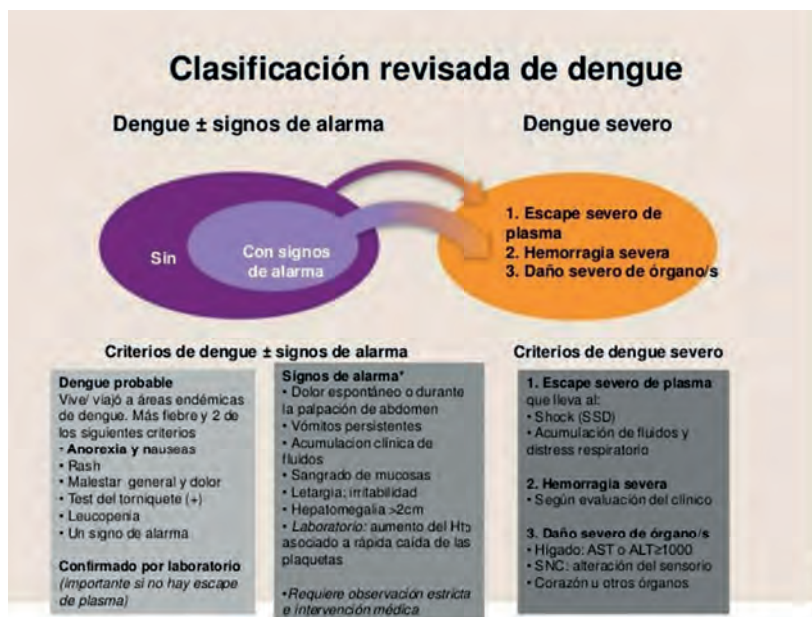 Clasificación revisada de dengue
Dengue ± signos de alarma
Dengue severo
Sin
Con signos
de alarma
1. Escape severo de
plasma
2. Hemorragia severa
3. Daño severo de órgano/s
Criterios de dengue ± signos de alarma
Criterios de dengue severo
Dengue probable
Vive/ viajó a áreas endémicas
de dengue. Más fiebre y 2 de
los siguientes criterios
- Anorexia y nauseas
• Rash
• Malestar general y dolor
• Test del torniquete (+)
• Leucopenia
• Un signo de alarma
Confirmado por laboratorio
(importante si no hay escape
de plasma)
Signos de alarma*
• Dolor espontáneo o durante
la palpación de abdomen
• Vómitos persistentes
• Acumulacion clínica de
fluidos
• Sangrado de mucosas
• Letargia; irritabilidad
• Hepatomegalia >2cm
• Laboratorio: aumento del Hto
asociado a rápida caída de las
plaquetas
•Requiere observación estricta
e intervención médica
1. Escape severo de plasma
que lleva al:
• Shock (SSD)
• Acumulación de fluidos y
distress respiratorio
2. Hemorragia severa
• Según evaluación del clínico
3. Daño severo de órgano/s
• Hígado: AST o ALT≥1000
• SNC: alteración del sensorio
• Corazón u otros órganos